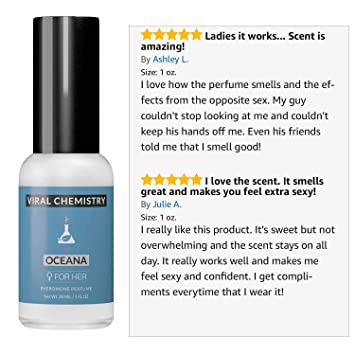 VIRAL CHEMISTRY
OCEANA
♀ FOR HER
PHEROMONE PERFUME
Ladies it works... Scent is
amazing!
By Ashley L.
Size: 1 oz.
I love how the perfume smells and the ef-
fects from the opposite sex. My guy
couldn't stop looking at me and couldn't
keep his hands off me. Even his friends
told me that I smell good!
I love the scent. It smells
great and makes you feel extra sexy!
By Julie A.
Size: 1 oz.
I really like this product. It's sweet but not
overwhelming and the scent stays on all
day. It really works well and makes me
feel sexy and confident. I get compli-
ments everytime that I wear it!